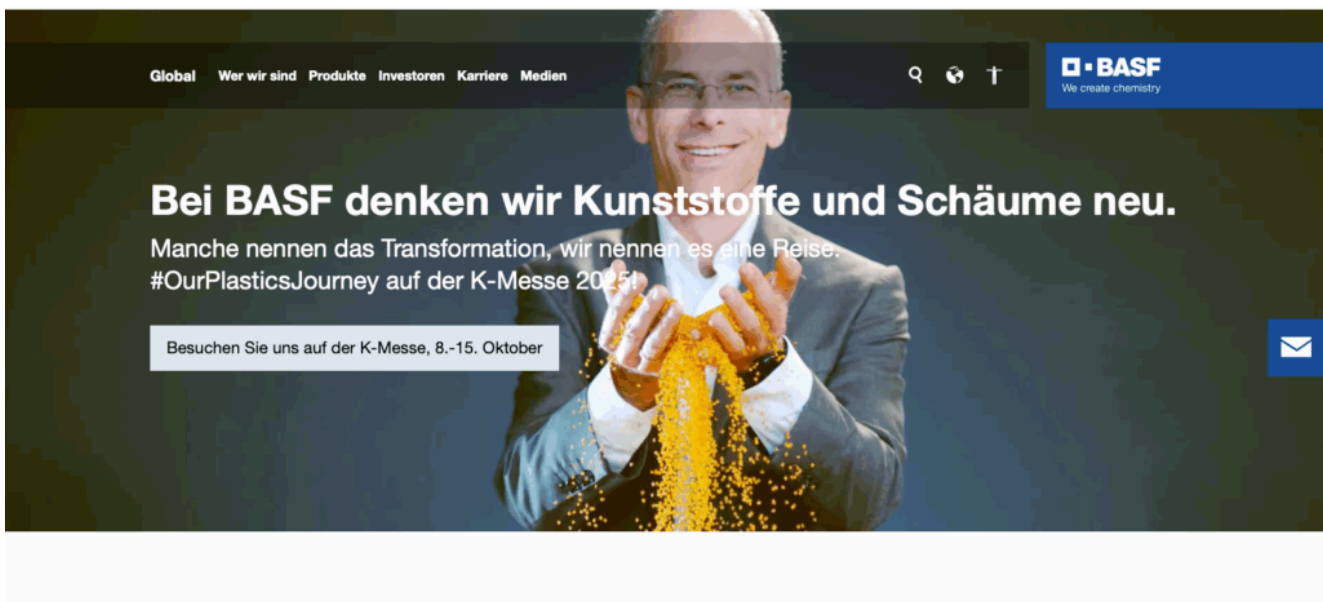 Global Wer wir sind Produkte Investoren Karriere Medien
BASF
We create chemistry
Bei BASF denken wir Kunststoffe und Schäume neu.
Manche nennen das Transformation, wir nennen es eine Reise.
#OurPlasticsJourney auf der K-Messe 2025!
Besuchen Sie uns auf der K-Messe, 8.-15. Oktober